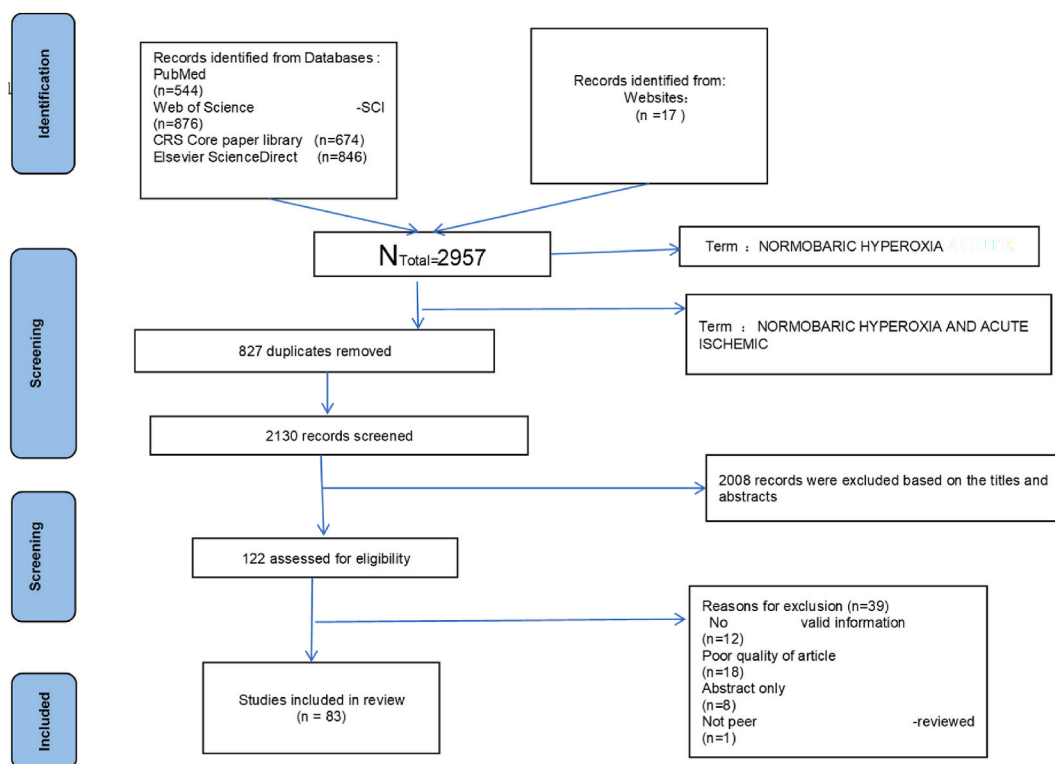 Identification
Records identified from Databases :
PubMed
(n=544)
Web of Science -SCI
(n=876)
CRS Core paper library (n=674)
Elsevier ScienceDirect (n=846)
Records identified from:
Websites：
(n =17 )
NTotal=2957
Term ：NORMOBARIC HYPEROXIA
Screening
Term ：NORMOBARIC HYPEROXIA AND ACUTE
ISCHEMIC
827 duplicates removed
2130 records screened
2008 records were excluded based on the titles and
abstracts
Screening
122 assessed for eligibility
Reasons for exclusion (n=39)
No valid information
(n=12)
Poor quality of article
(n=18)
Abstract only
(n=8)
Not peer -reviewed
(n=1)
Included
Studies included in review
(n = 83)